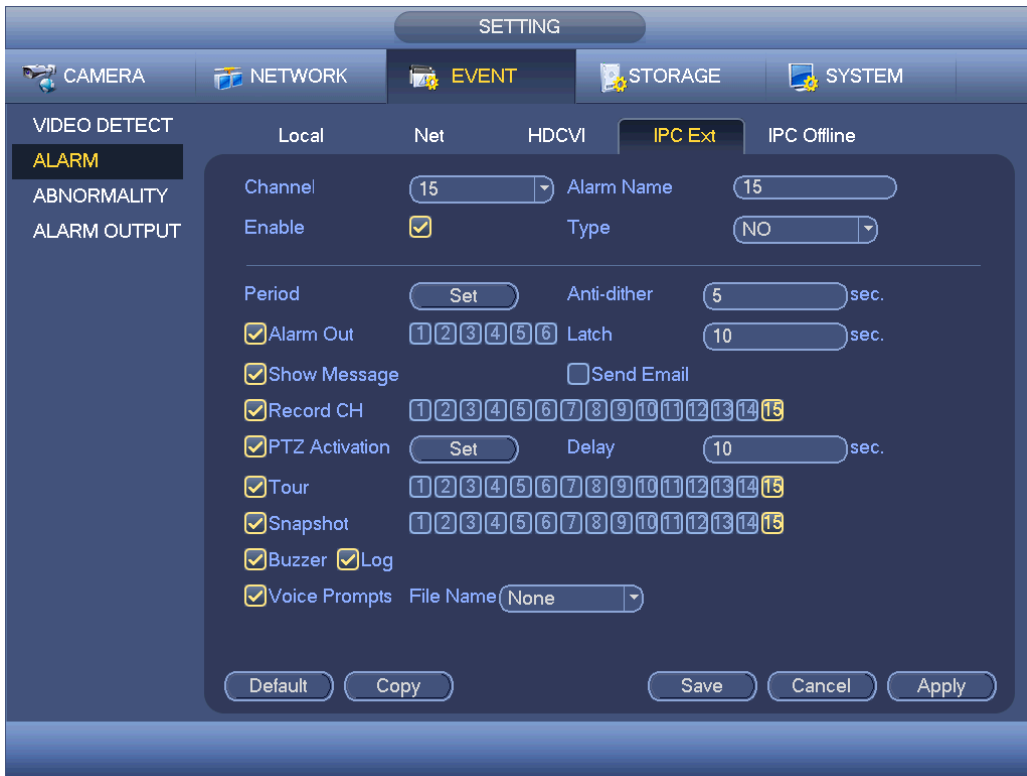 SETTING
CAMERA NETWORK EVENT STORAGE SYSTEM
VIDEO DETECT
ALARM
ABNORMALITY
ALARM OUTPUT
Local Net HDCVI IPC Ext IPC Offline
Channel 15 Alarm Name 15
Enable Type NO
Period Set Anti-dither 5 sec.
Alarm Out 1 2 3 4 5 6 Latch 10 sec.
Show Message Send Email
Record CH 1 2 3 4 5 6 7 8 9 10 11 12 13 14 15
PTZ Activation Set Delay 10 sec.
Tour 1 2 3 4 5 6 7 8 9 10 11 12 13 14 15
Snapshot 1 2 3 4 5 6 7 8 9 10 11 12 13 14 15
Buzzer Log
Voice Prompts File Name None
Default Copy Save Cancel Apply